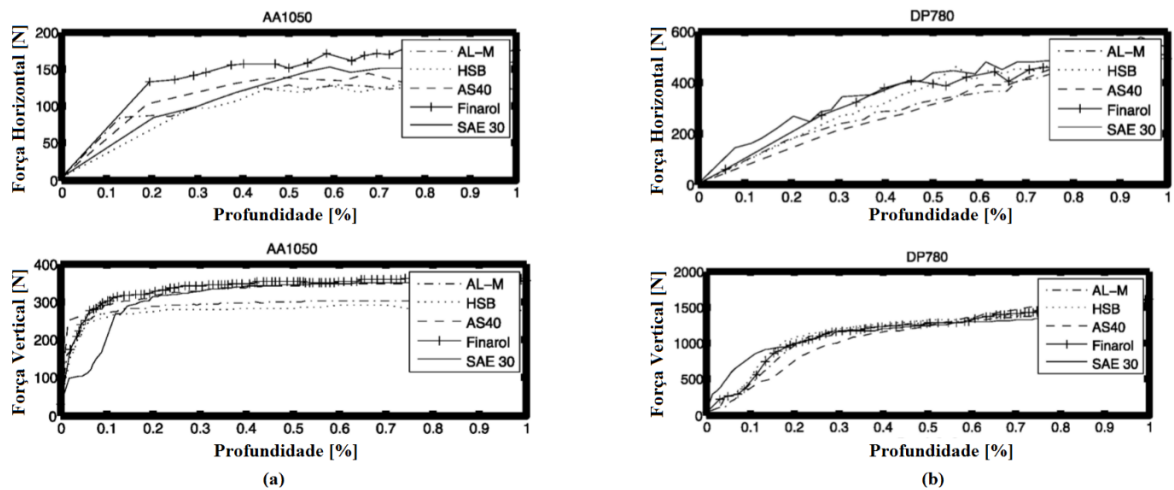 AA1050
Força Horizontal [N]
200
150
100
50
0
AL-M
HSB
AS40
Finarol
SAE 30
0 0.1 0.2 0.3 0.4 0.5 0.6 0.7 0.8 0.9 1
Profundidade [%]
DP780
Força Horizontal [N]
600
400
200
0
AL-M
HSB
AS40
Finarol
SAE 30
0 0.1 0.2 0.3 0.4 0.5 0.6 0.7 0.8 0.9 1
Profundidade [%]
AA1050
Força Vertical [N]
400
300
200
100
0
AL-M
HSB
AS40
Finarol
SAE 30
0 0.1 0.2 0.3 0.4 0.5 0.6 0.7 0.8 0.9 1
Profundidade [%]
(a)
DP780
Força Vertical [N]
2000
1500
1000
500
0
AL-M
HSB
AS40
Finarol
SAE 30
0 0.1 0.2 0.3 0.4 0.5 0.6 0.7 0.8 0.9 1
Profundidade [%]
(b)